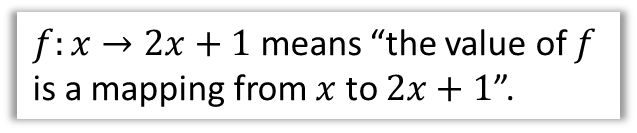 f: x → 2x + 1 means “the value of f
is a mapping from x to 2x + 1”.